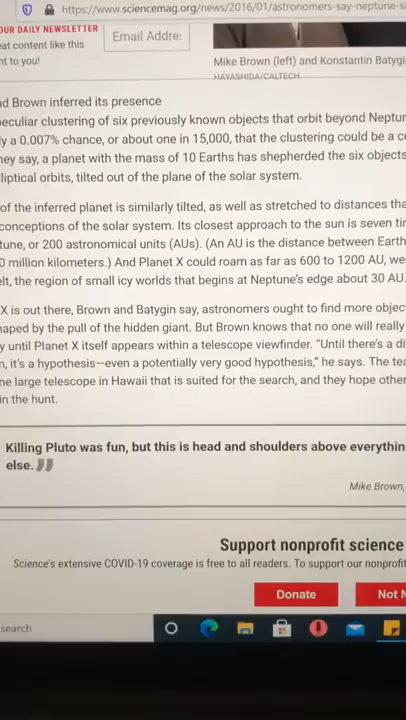 https://www.sciencemag.org/news/2016/01/astronomers-say-neptune-s
OUR DAILY NEWSLETTER
eat content like this
nt to you!
Email Addre:
Mike Brown (left) and Konstantin Batygi
HAYASHIDA/CALTECH
nd Brown inferred its presence
peculiar clustering of six previously known objects that orbit beyond Neptun
ly a 0.007% chance, or about one in 15,000, that the clustering could be a c
hey say, a planet with the mass of 10 Earths has shepherded the six objects
lliptical orbits, tilted out of the plane of the solar system.
of the inferred planet is similarly tilted, as well as stretched to distances tha
conceptions of the solar system. Its closest approach to the sun is seven tim
tune, or 200 astronomical units (AUs). (An AU is the distance between Earth
0 million kilometers.) And Planet X could roam as far as 600 to 1200 AU, we
elt, the region of small icy worlds that begins at Neptune's edge about 30 AU.
X is out there, Brown and Batygin say, astronomers ought to find more objec
haped by the pull of the hidden giant. But Brown knows that no one will really
y until Planet X itself appears within a telescope viewfinder. "Until there's a di
n, it's a hypothesis—even a potentially very good hypothesis," he says. The tea
ne large telescope in Hawaii that is suited for the search, and they hope other
in the hunt.
Killing Pluto was fun, but this is head and shoulders above everythin
else.
Mike Brown,
Support nonprofit science
Science's extensive COVID-19 coverage is free to all readers. To support our nonprofit
Donate
Not N
search